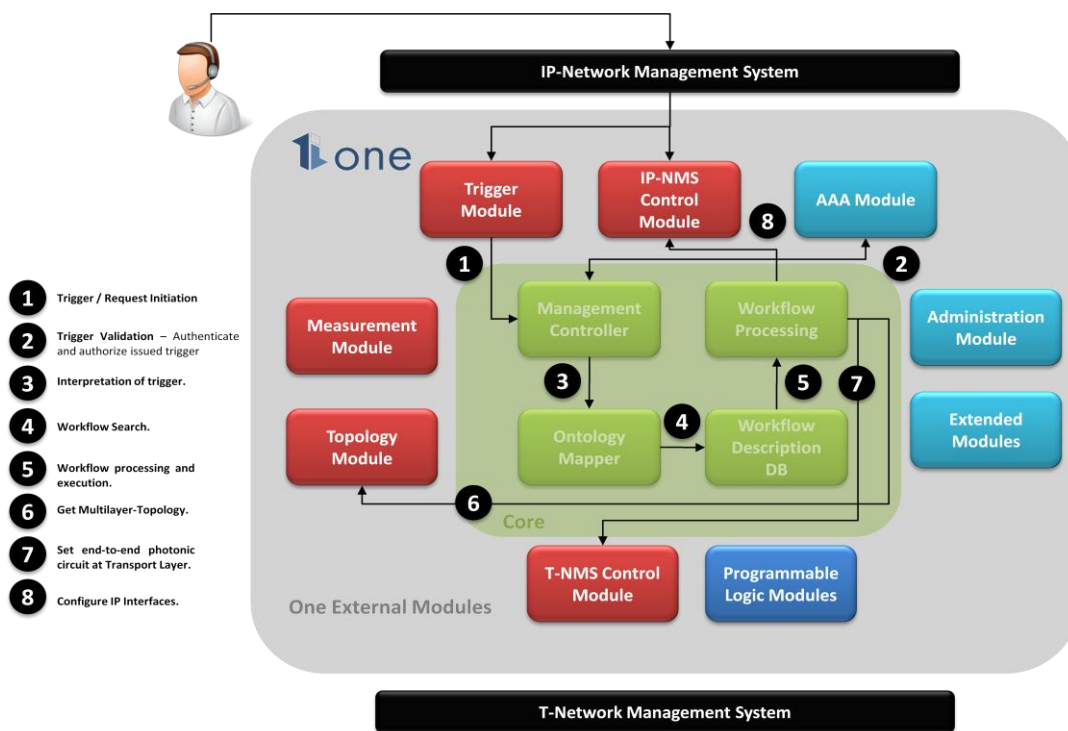 IP-Network Management System
one
Trigger
Module
IP-NMS
Control
Module
AAA Module
8
1
2
Management
Controller
Workflow
Processing
Measurement
Module
Administration
Module
3
5
7
Topology
Module
Ontology
Mapper
4
Workflow
Description
DB
Extended
Modules
6
Core
T-NMS Control
Module
Programmable
Logic Modules
One External Modules
T-Network Management System
1 Trigger / Request Initiation
2 Trigger Validation – Authenticate
and authorize issued trigger
3 Interpretation of trigger.
4 Workflow Search.
5 Workflow processing and
execution.
6 Get Multilayer-Topology.
7 Set end-to-end photonic
circuit at Transport Layer.
8 Configure IP Interfaces.